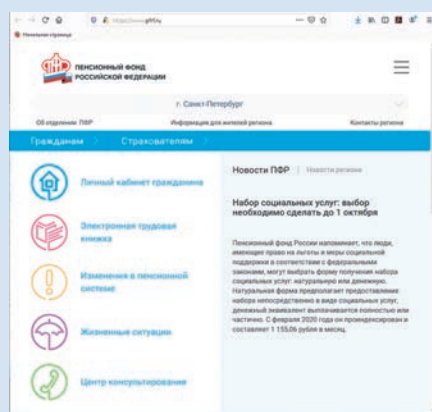 https://www.pfrf.ru
Начальная страница
ПЕНСИОННЫЙ ФОНД
РОССИЙСКОЙ ФЕДЕРАЦИИ
г. Санкт-Петербург
Об отделении ПФР
Информация для жителей региона
Контакты региона
Гражданам
Страхователям
Личный кабинет гражданина
Электронная трудовая
книжка
Изменения в пенсионной
системе
Жизненные ситуации
Центр консультирования
Новости ПФР | Новости региона
Набор социальных услуг: выбор
необходимо сделать до 1 октября
Пенсионный фонд России напоминает, что люди,
имеющие право на льготы и меры социальной
поддержки в соответствии с федеральными
законами, могут выбрать форму получения набора
социальных услуг: натуральную или денежную.
Натуральная форма предполагает предоставление
набора непосредственно в виде социальных услуг,
денежный эквивалент выплачивается полностью или
частично. С февраля 2020 года он проиндексирован и
составляет 1 155,06 рублей в месяц.